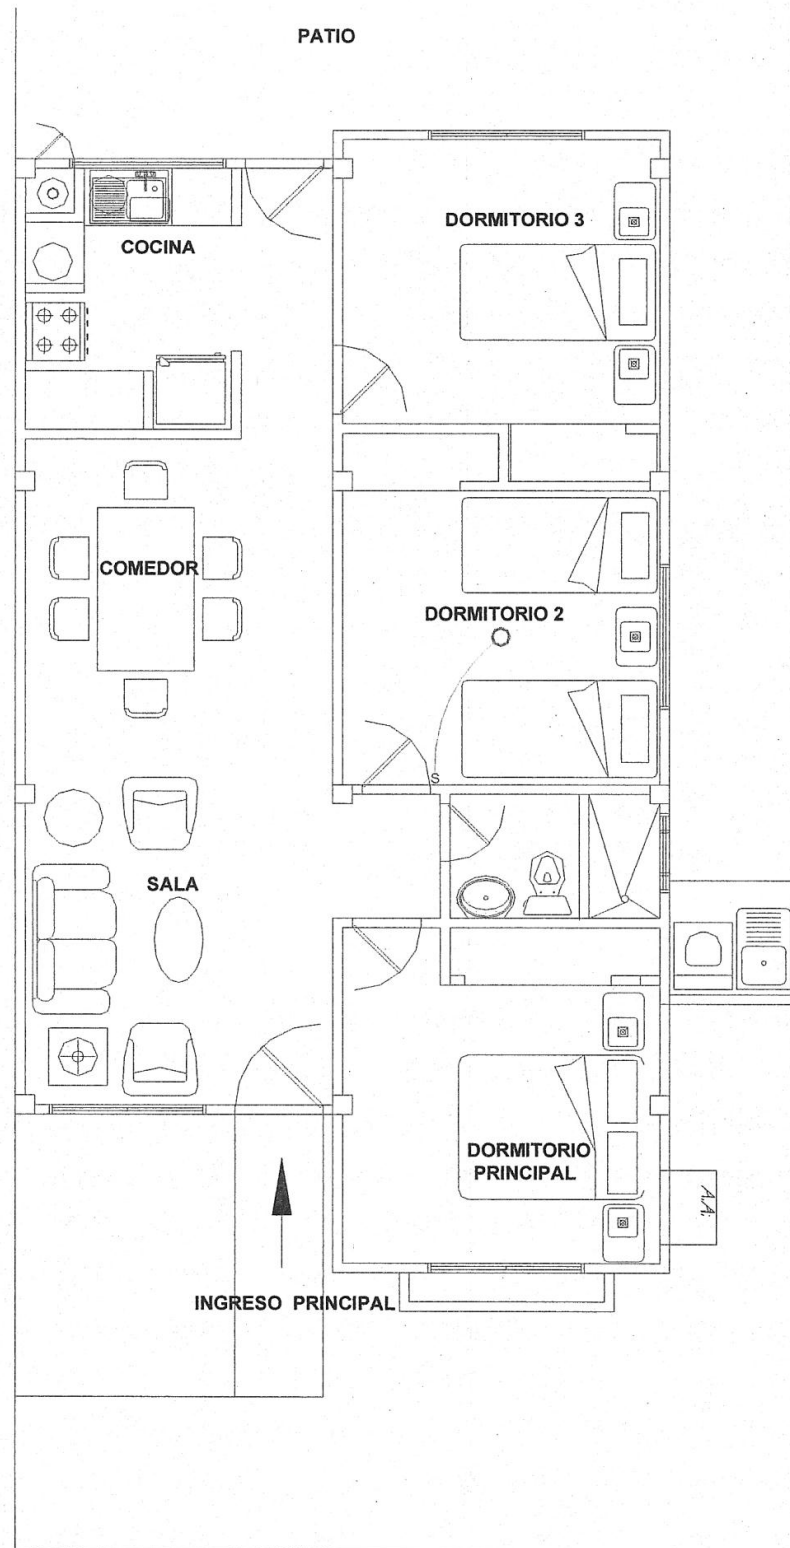 PATIO
DORMITORIO 3
COCINA
COMEDOR
DORMITORIO 2
S
SALA
DORMITORIO
PRINCIPAL
A.A.
INGRESO PRINCIPAL